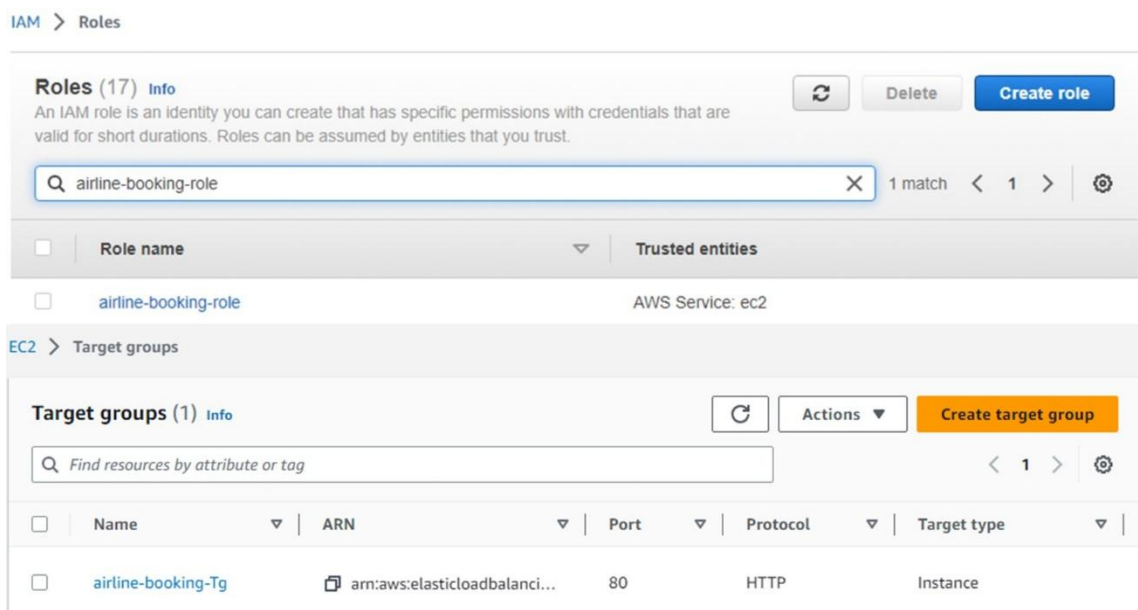 IAM > Roles
Roles (17) Info
Delete
Create role
An IAM role is an identity you can create that has specific permissions with credentials that are
valid for short durations. Roles can be assumed by entities that you trust.
airline-booking-role
1 match
1
Role name
Trusted entities
airline-booking-role
AWS Service: ec2
EC2 > Target groups
Target groups (1) Info
Actions
Create target group
Find resources by attribute or tag
1
Name
ARN
Port
Protocol
Target type
airline-booking-Tg
arn:aws:elasticloadbalanci...
80
HTTP
Instance